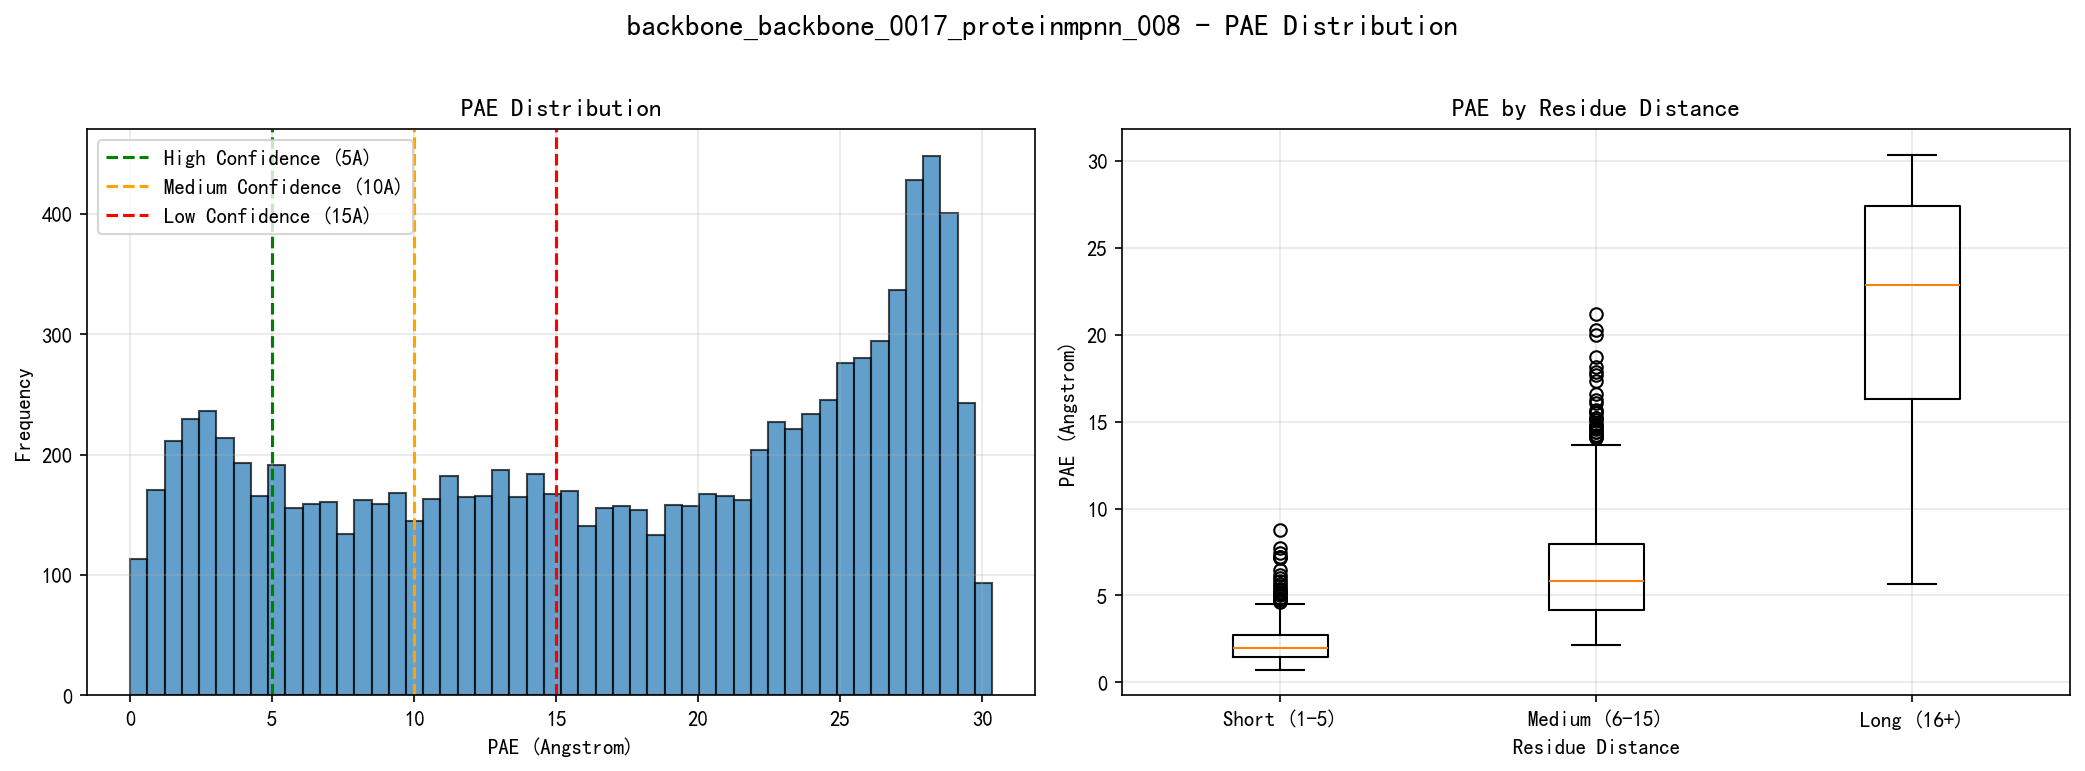 backbone_backbone_0017_proteinmpnn_008 - PAE Distribution
PAE Distribution
High Confidence (5A)
Medium Confidence (10A)
Low Confidence (15A)
Frequency
400
300
200
100
0
0 5 10 15 20 25 30
PAE (Angstrom)
PAE by Residue Distance
PAE (Angstrom)
30
25
20
15
10
5
0
Short (1-5) Medium (6-15) Long (16+)
Residue Distance